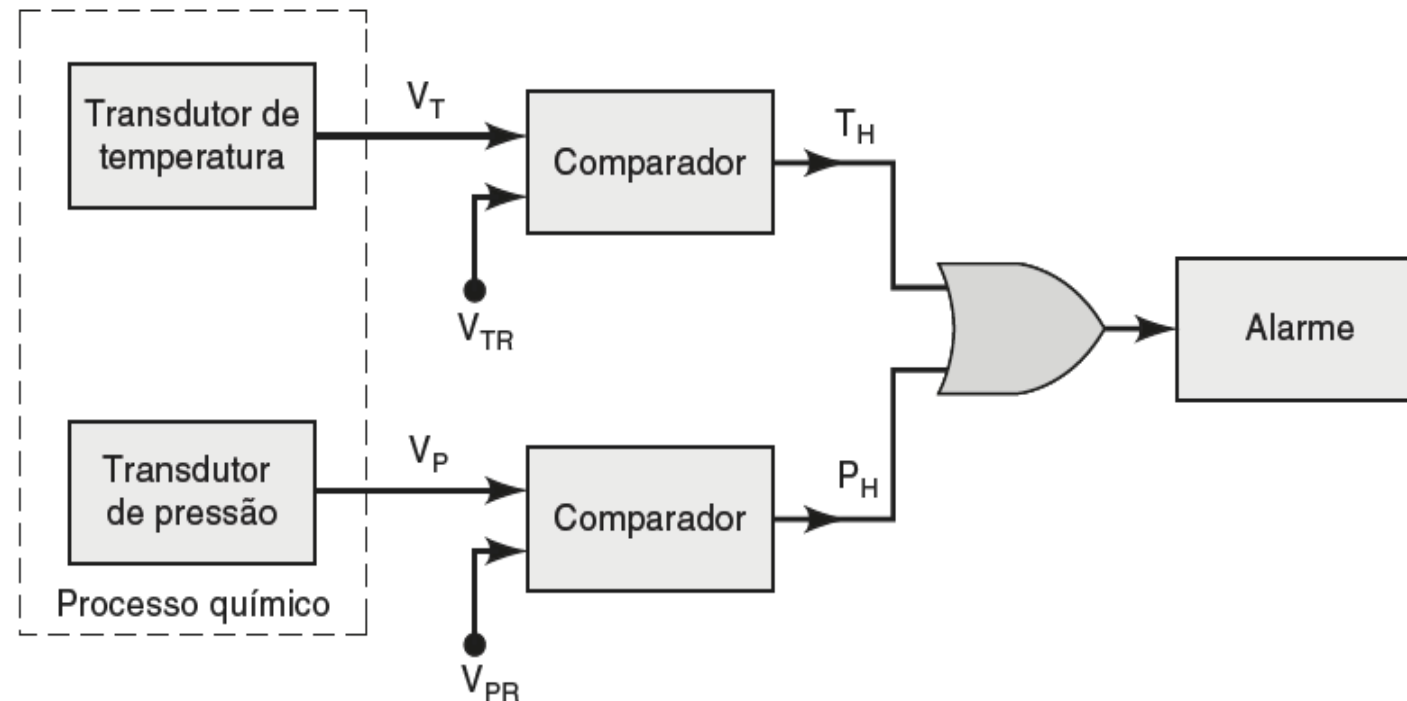 Transdutor de
temperatura
V_T
Comparador
V_TR
T_H
Alarme
Transdutor
de pressão
V_P
Comparador
V_PR
P_H
Processo químico